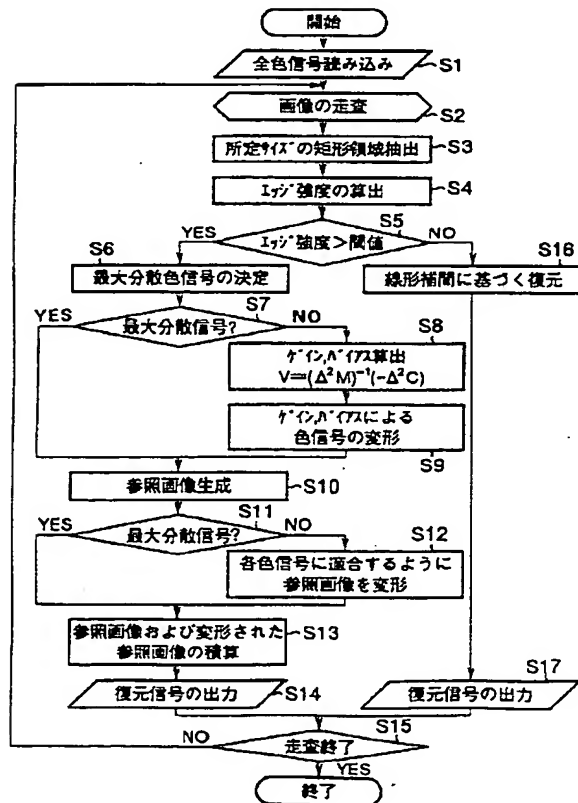 開始
全色信号読み込み S1
画像の走査 S2
所定サイズの矩形領域抽出 S3
エッジ強度の算出 S4
エッジ強度>閾値 S5
YES NO
S6 最大分散色信号の決定
S16 線形補間に基づく復元
最大分散信号? S7
YES NO
S8
ゲイン,バイアス算出
V=(Δ²M)⁻¹(-Δ²C)
ゲイン,バイアスによる
色信号の変形
S9
参照画像生成 S10
最大分散信号? S11
YES NO
S12
各色信号に適合するように
参照画像を変形
参照画像および変形された
参照画像の積算
S13
復元信号の出力 S14
復元信号の出力 S17
走査終了 S15
NO YES
終了